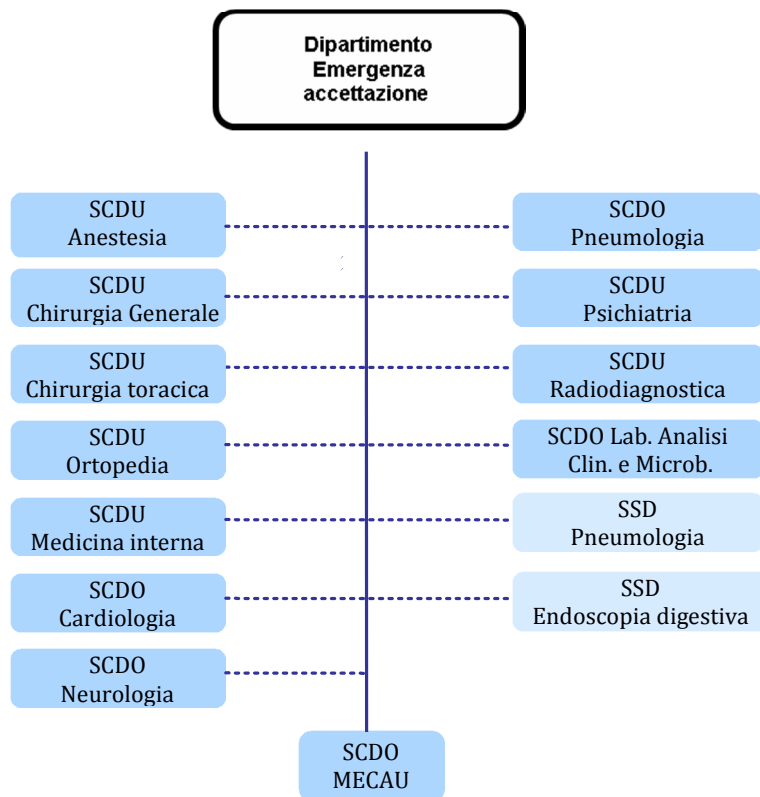 Dipartimento
Emergenza
accettazione
SCDU
Anestesia
SCDO
Pneumologia
SCDU
Chirurgia Generale
SCDU
Psichiatria
SCDU
Chirurgia toracica
SCDU
Radiodiagnostica
SCDU
Ortopedia
SCDO Lab. Analisi
Clin. e Microb.
SCDU
Medicina interna
SSD
Pneumologia
SCDO
Cardiologia
SSD
Endoscopia digestiva
SCDO
Neurologia
SCDO
MECAU